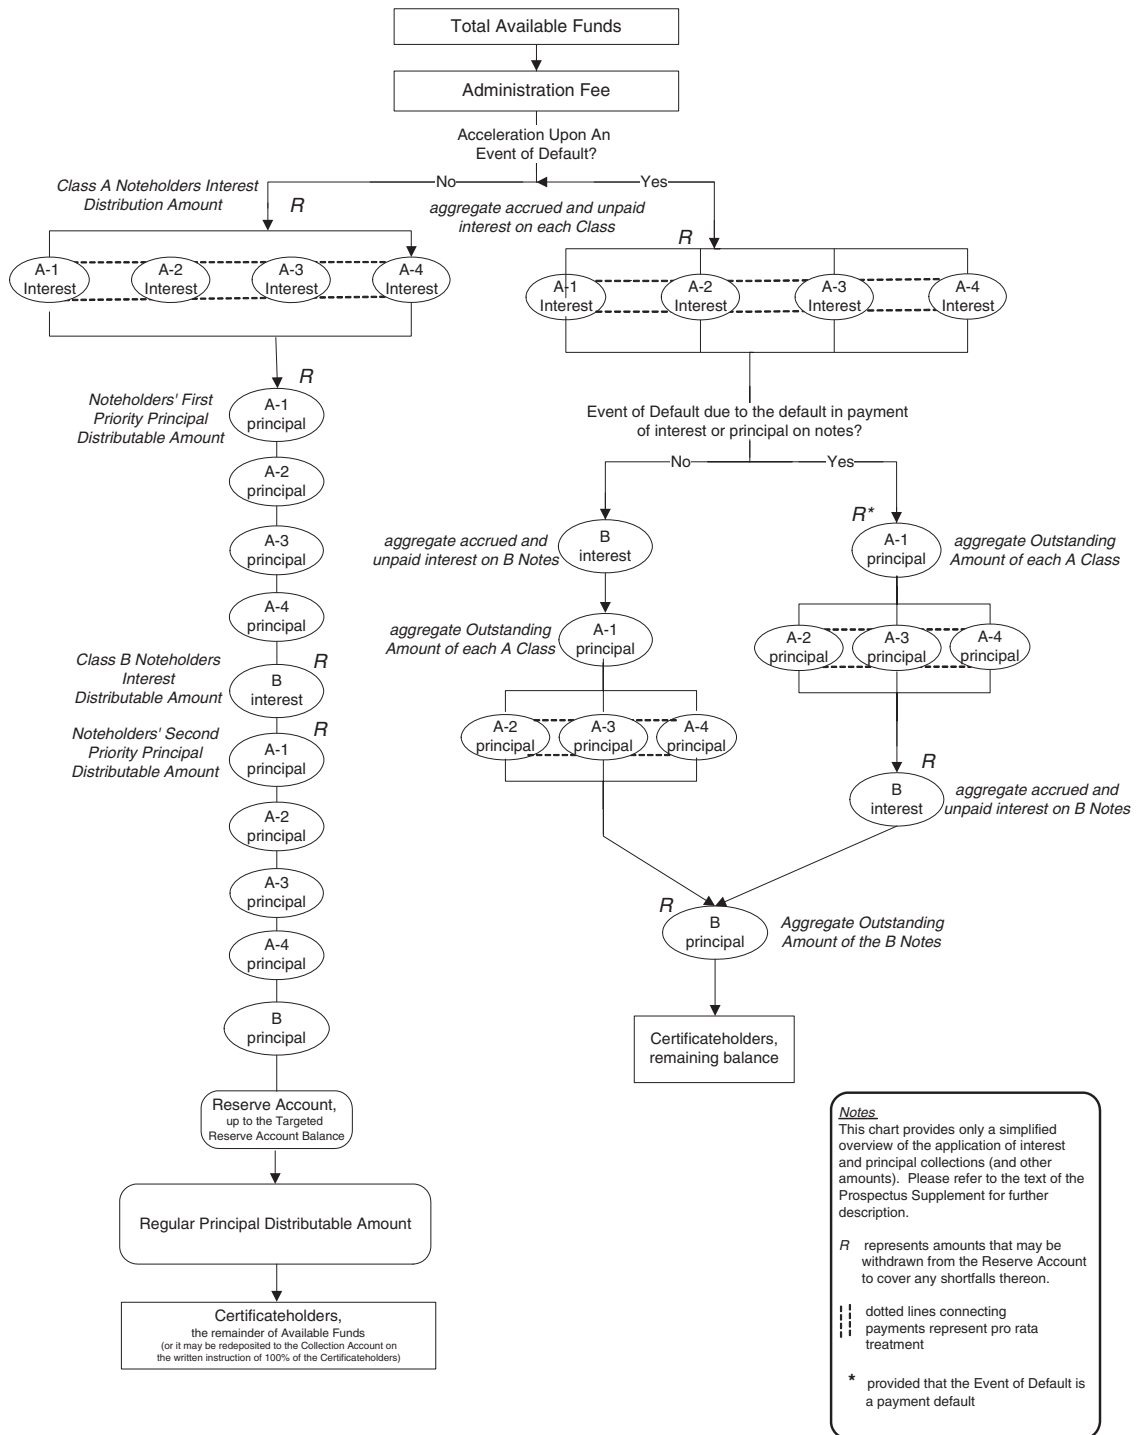 Total Available Funds
Administration Fee
Acceleration Upon An
Event of Default?
No
Yes
Class A Noteholders Interest
Distribution Amount
R
aggregate accrued and unpaid
interest on each Class
R
A-1
Interest
A-2
Interest
A-3
Interest
A-4
Interest
A-1
Interest
A-2
Interest
A-3
Interest
A-4
Interest
R
Noteholders' First
Priority Principal
Distributable Amount
A-1
principal
A-2
principal
A-3
principal
A-4
principal
Class B Noteholders
Interest
Distributable Amount
R
B
interest
Noteholders' Second
Priority Principal
Distributable Amount
R
A-1
principal
A-2
principal
A-3
principal
A-4
principal
B
principal
Reserve Account,
up to the Targeted
Reserve Account Balance
Regular Principal Distributable Amount
Certificateholders,
the remainder of Available Funds
(or it may be redeposited to the Collection Account on
the written instruction of 100% of the Certificateholders)
Event of Default due to the default in payment
of interest or principal on notes?
No
Yes
aggregate accrued and
unpaid interest on B Notes
B
interest
aggregate Outstanding
Amount of each A Class
A-1
principal
A-2
principal
A-3
principal
A-4
principal
R*
A-1
principal
aggregate Outstanding
Amount of each A Class
A-2
principal
A-3
principal
A-4
principal
R
B
interest
aggregate accrued and
unpaid interest on B Notes
R
B
principal
Aggregate Outstanding
Amount of the B Notes
Certificateholders,
remaining balance
Notes
This chart provides only a simplified
overview of the application of interest
and principal collections (and other
amounts). Please refer to the text of the
Prospectus Supplement for further
description.
R represents amounts that may be
withdrawn from the Reserve Account
to cover any shortfalls thereon.
dotted lines connecting
payments represent pro rata
treatment
* provided that the Event of Default is
a payment default